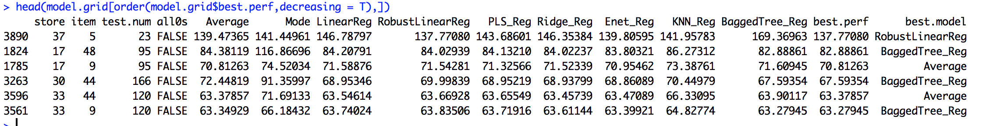 > head(model.grid[order(model.grid$best.perf,decreasing = T),])
store item test.num all0s Average Mode LinearReg RobustLinearReg PLS_Reg Ridge_Reg Enet_Reg KNN_Reg BaggedTree_Reg best.perf best.model
3890 37 5 23 FALSE 139.47365 141.44961 146.78797 137.77080 143.68601 146.35384 139.80595 141.95783 169.36963 137.77080 RobustLinearReg
1824 17 48 95 FALSE 84.38119 116.86696 84.20791 84.02939 84.13210 84.02237 83.80321 86.27312 82.88861 82.88861 BaggedTree_Reg
1785 17 9 95 FALSE 70.81263 74.52034 71.58876 71.54281 71.32566 71.52339 70.95462 73.38761 71.60945 70.81263 Average
3263 30 44 166 FALSE 72.44819 91.35997 68.95346 69.99839 68.95219 68.93799 68.86089 70.44979 67.59354 67.59354 BaggedTree_Reg
3596 33 44 120 FALSE 63.37857 71.69133 63.54614 63.66928 63.65549 63.45739 63.47089 66.33095 63.90117 63.37857 Average
3561 33 9 120 FALSE 63.34929 66.18432 63.74024 63.83506 63.71916 63.61144 63.39921 64.82774 63.27945 63.27945 BaggedTree_Reg
>